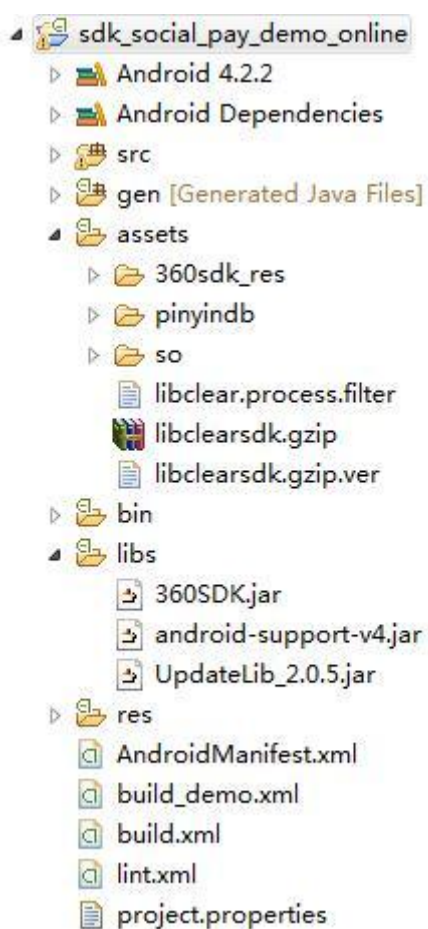 sdk_social_pay_demo_online
Android 4.2.2
Android Dependencies
src
gen [Generated Java Files]
assets
360sdk_res
pinyindb
so
libclear.process.filter
libclearsdk.gzip
libclearsdk.gzip.ver
bin
libs
360SDK.jar
android-support-v4.jar
UpdateLib_2.0.5.jar
res
AndroidManifest.xml
build_demo.xml
build.xml
lint.xml
project.properties